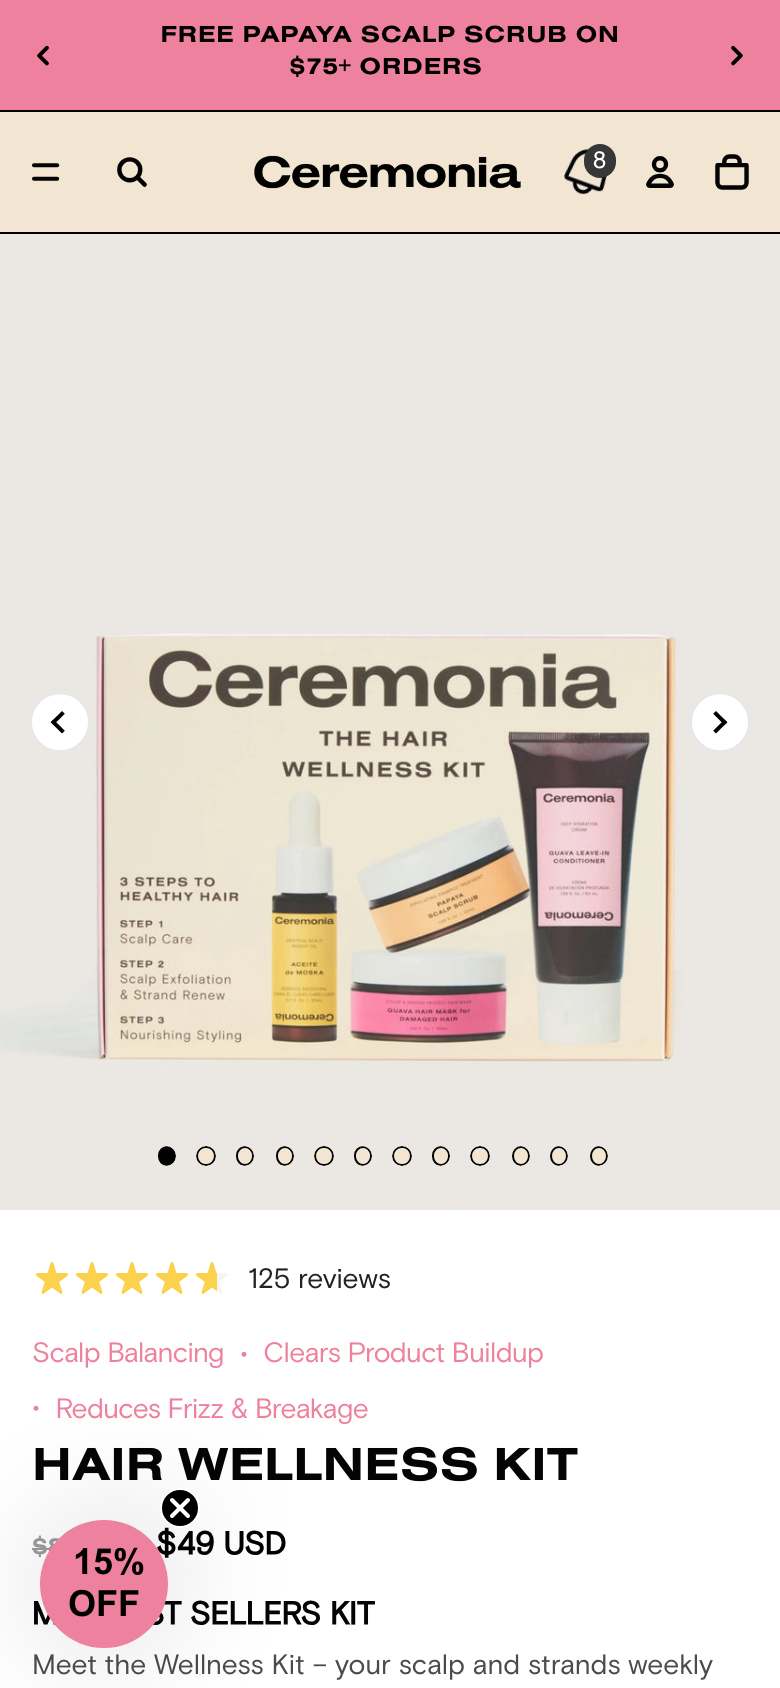 FREE PAPAYA SCALP SCRUB ON
$75+ ORDERS
Ceremonia
8
Ceremonia
THE HAIR
WELLNESS KIT
3 STEPS TO
HEALTHY HAIR
STEP 1
Scalp Care
STEP 2
Scalp Exfoliation
& Strand Renew
STEP 3
Nourishing Styling
Ceremonia
ACEITE
de MOSKA
Ceremonia
PAPAYA
SCALP SCRUB
GUAVA HAIR MASK for
DAMAGED HAIR
Ceremonia
GUAVA LEAVE-IN
CONDITIONER
Ceremonia
125 reviews
Scalp Balancing • Clears Product Buildup
• Reduces Frizz & Breakage
HAIR WELLNESS KIT
$49 USD
15%
OFF
SELLERS KIT
Meet the Wellness Kit – your scalp and strands weekly